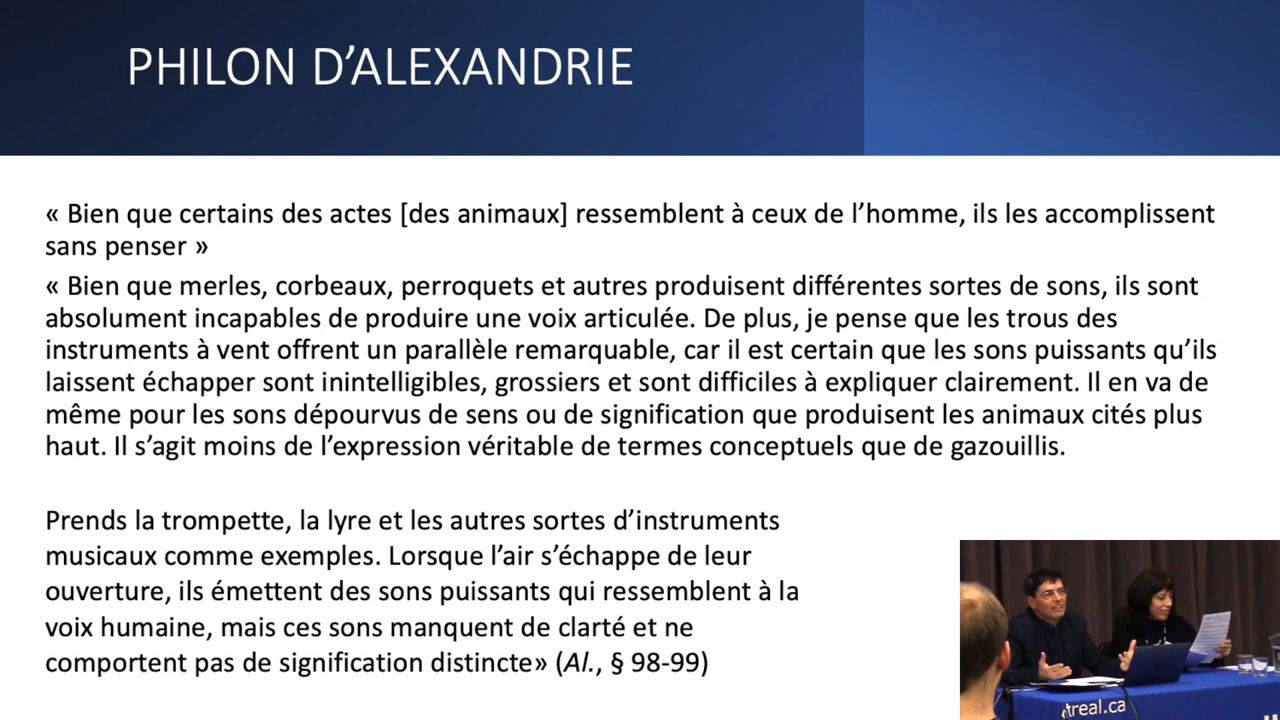 PHILON D’ALEXANDRIE
« Bien que certains des actes [des animaux] ressemblent à ceux de l’homme, ils les accomplissent
sans penser »
« Bien que merles, corbeaux, perroquets et autres produisent différentes sortes de sons, ils sont
absolument incapables de produire une voix articulée. De plus, je pense que les trous des
instruments à vent offrent un parallèle remarquable, car il est certain que les sons puissants qu’ils
laissent échapper sont inintelligibles, grossiers et sont difficiles à expliquer clairement. Il en va de
même pour les sons dépourvus de sens ou de signification que produisent les animaux cités plus
haut. Il s’agit moins de l’expression véritable de termes conceptuels que de gazouillis.
Prends la trompette, la lyre et les autres sortes d’instruments
musicaux comme exemples. Lorsque l’air s’échappe de leur
ouverture, ils émettent des sons puissants qui ressemblent à la
voix humaine, mais ces sons manquent de clarté et ne
comportent pas de signification distincte» (Al., § 98-99)
treal.ca